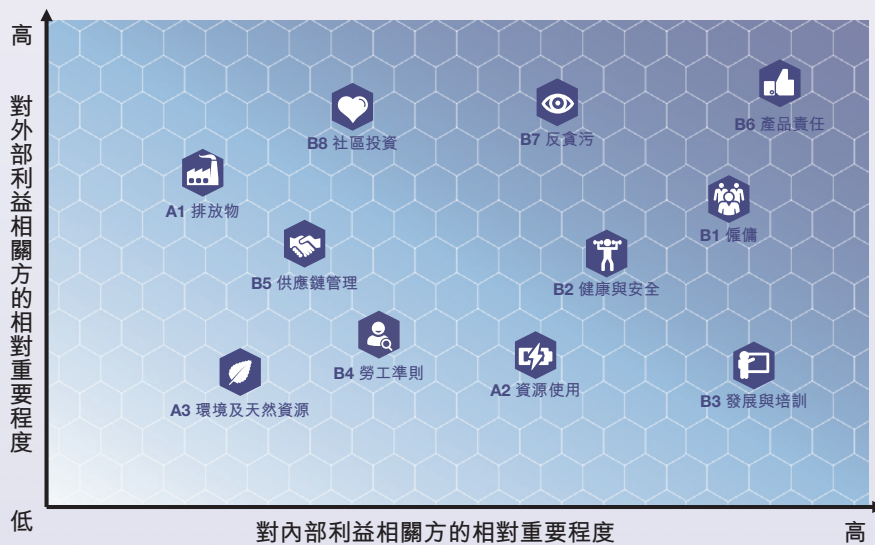 高
對外部利益相關方的相對重要程度
B6 產品責任
B8 社區投資
B7 反貪污
A1 排放物
B1 僱傭
B5 供應鏈管理
B2 健康與安全
B4 勞工準則
A2 資源使用
A3 環境及天然資源
B3 發展與培訓
低
對內部利益相關方的相對重要程度
高